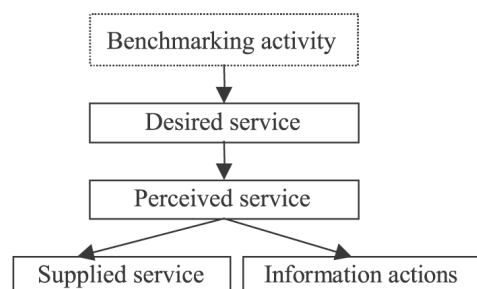 Benchmarking activity
Desired service
Perceived service
Supplied service
Information actions